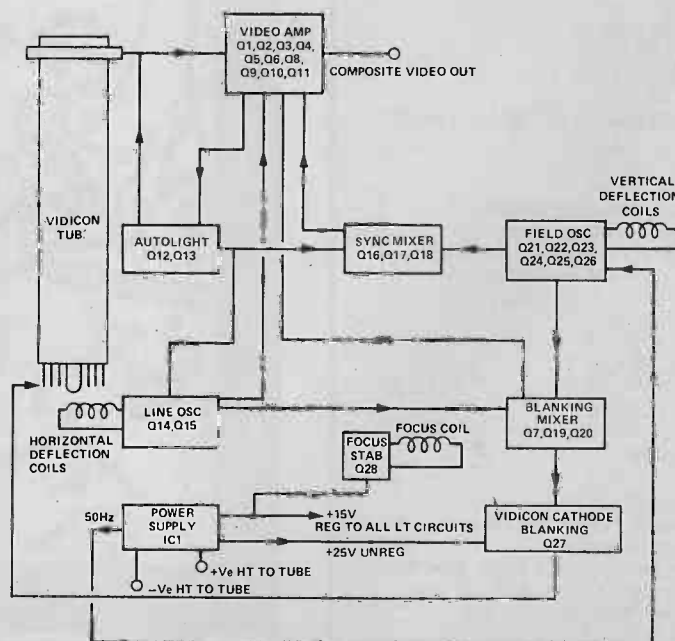 VIDEO AMP
Q1,Q2,Q3,Q4,
Q5,Q6,Q8,
Q9,Q10,Q11
COMPOSITE VIDEO OUT
VIDICON
TUB
AUTOLIGHT
Q12,Q13
SYNC MIXER
Q16,Q17,Q18
VERTICAL
DEFLECTION
COILS
FIELD OSC
Q21,Q22,Q23,
Q24,Q25,Q26
HORIZONTAL
DEFLECTION
COILS
LINE OSC
Q14,Q15
FOCUS
STAB
Q28
FOCUS COIL
BLANKING
MIXER
Q7,Q19,Q20
50Hz
POWER
SUPPLY
IC1
+15V
REG TO ALL LT CIRCUITS
+25V UNREG
VIDICON CATHODE
BLANKING
Q27
+Ve HT TO TUBE
–Ve HT TO TUBE